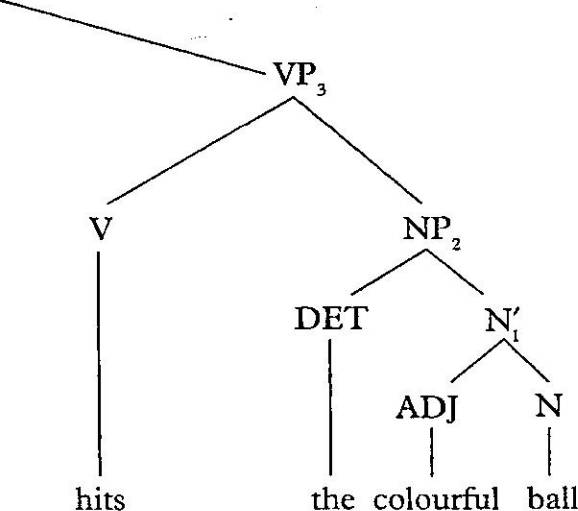 VP₃
V NP₂
DET N′₁
ADJ N
hits the colourful ball